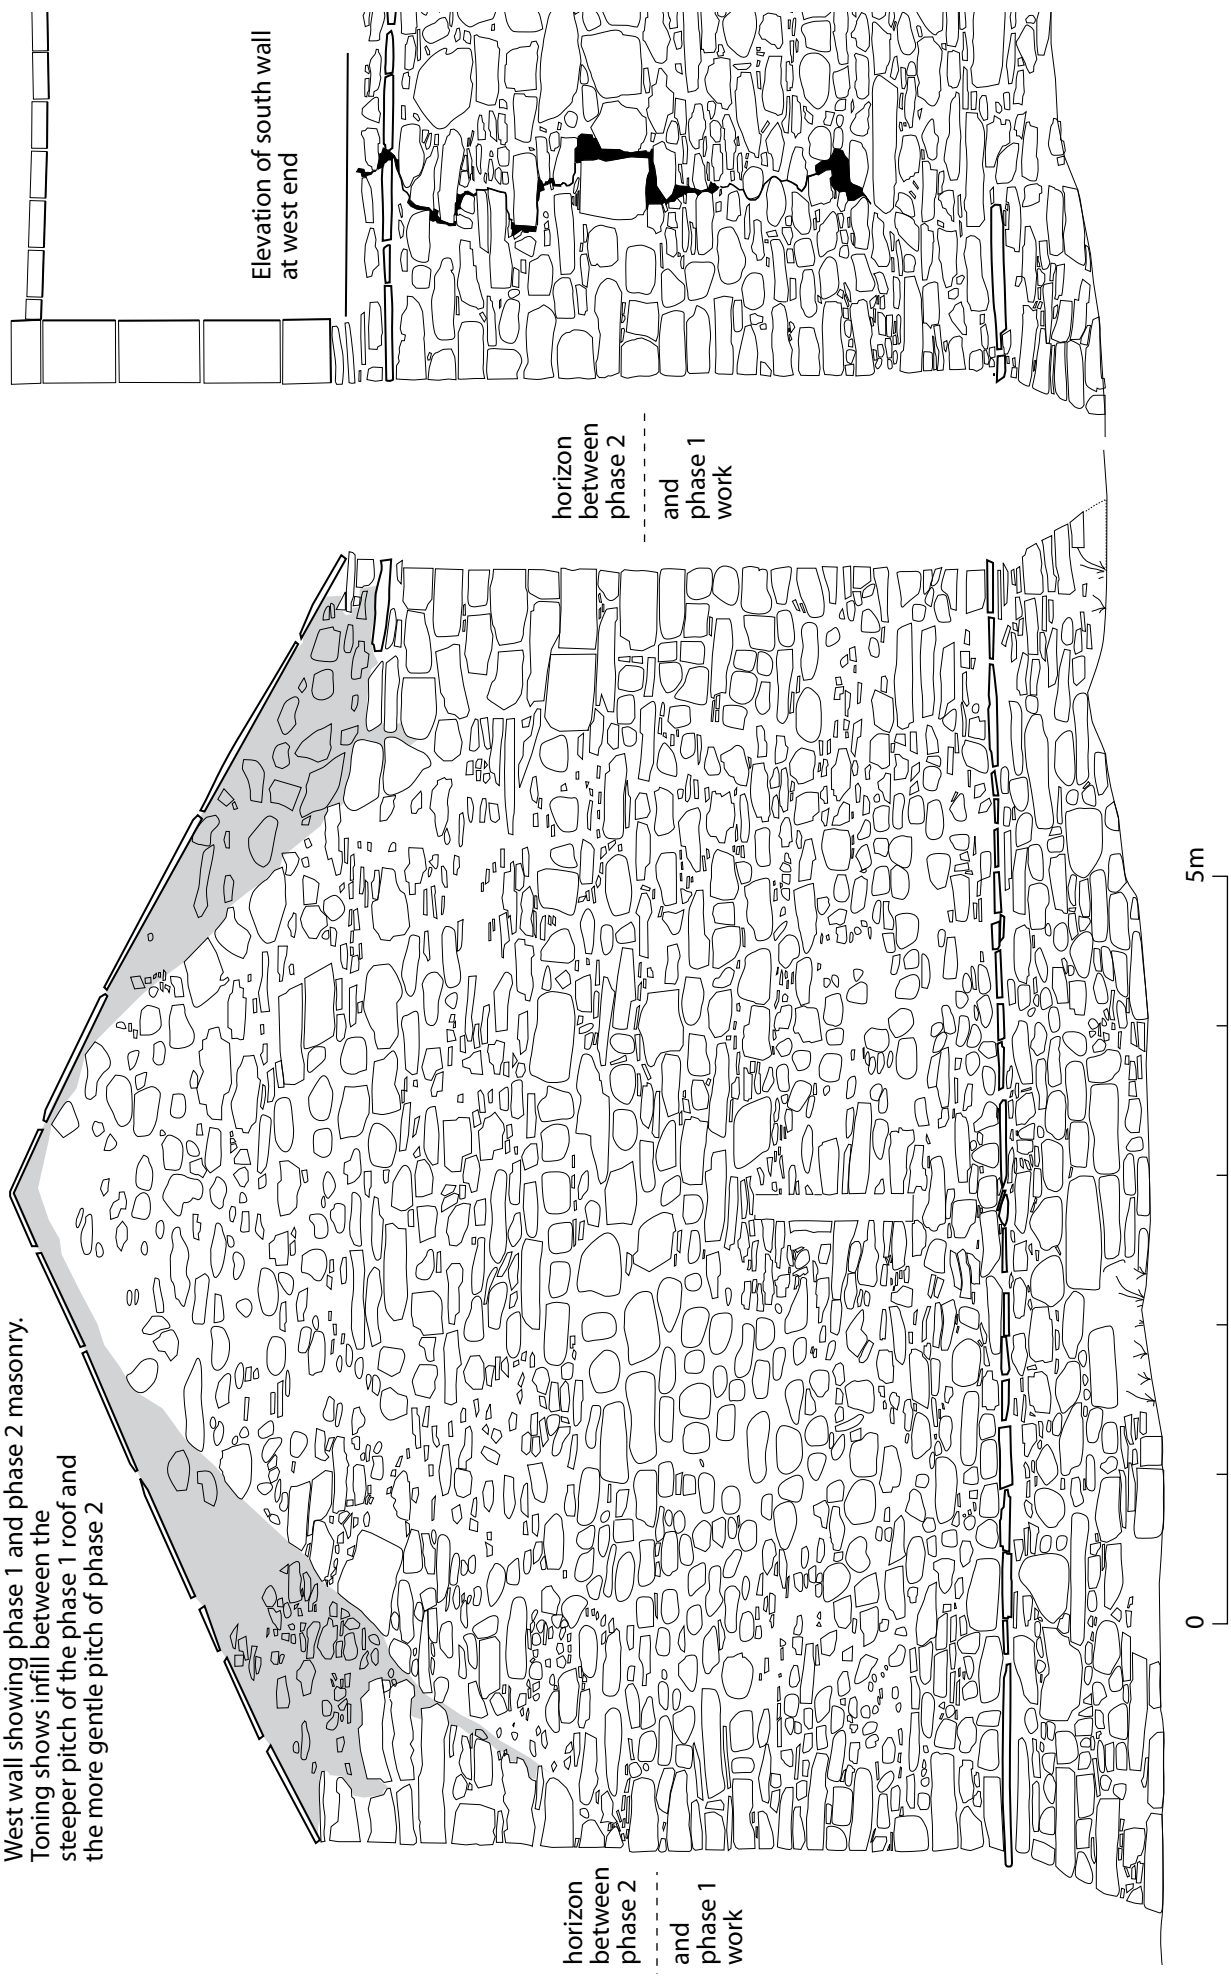 West wall showing phase 1 and phase 2 masonry.
Toning shows infill between the
steeper pitch of the phase 1 roof and
the more gentle pitch of phase 2
Elevation of south wall
at west end
horizon
between
phase 2
and
phase 1
work
horizon
between
phase 2
and
phase 1
work
0
5m